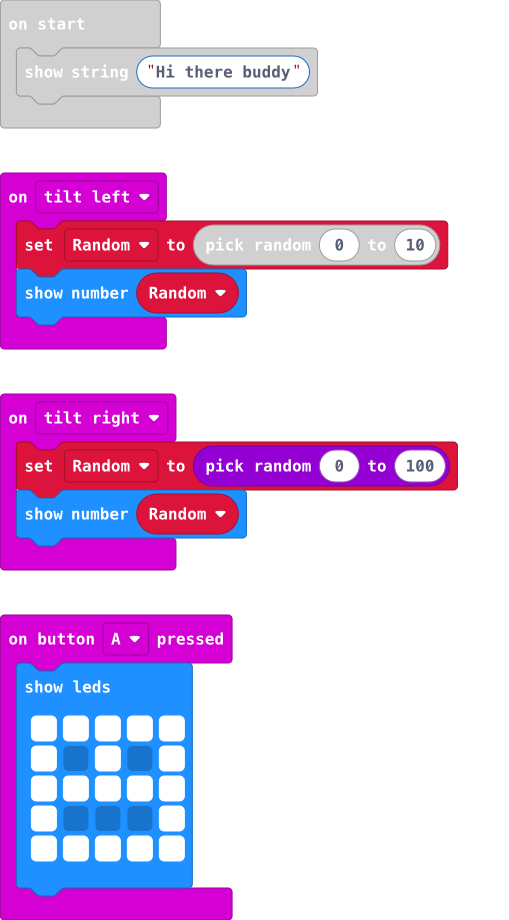 on start
show string "Hi there buddy"
on tilt left
set Random to pick random 0 to 10
show number Random
on tilt right
set Random to pick random 0 to 100
show number Random
on button A pressed
show leds